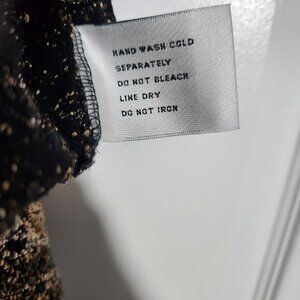 HAND WASH COLD
SEPARATELY
DO NOT BLEACH
LINE DRY
DO NOT IRON